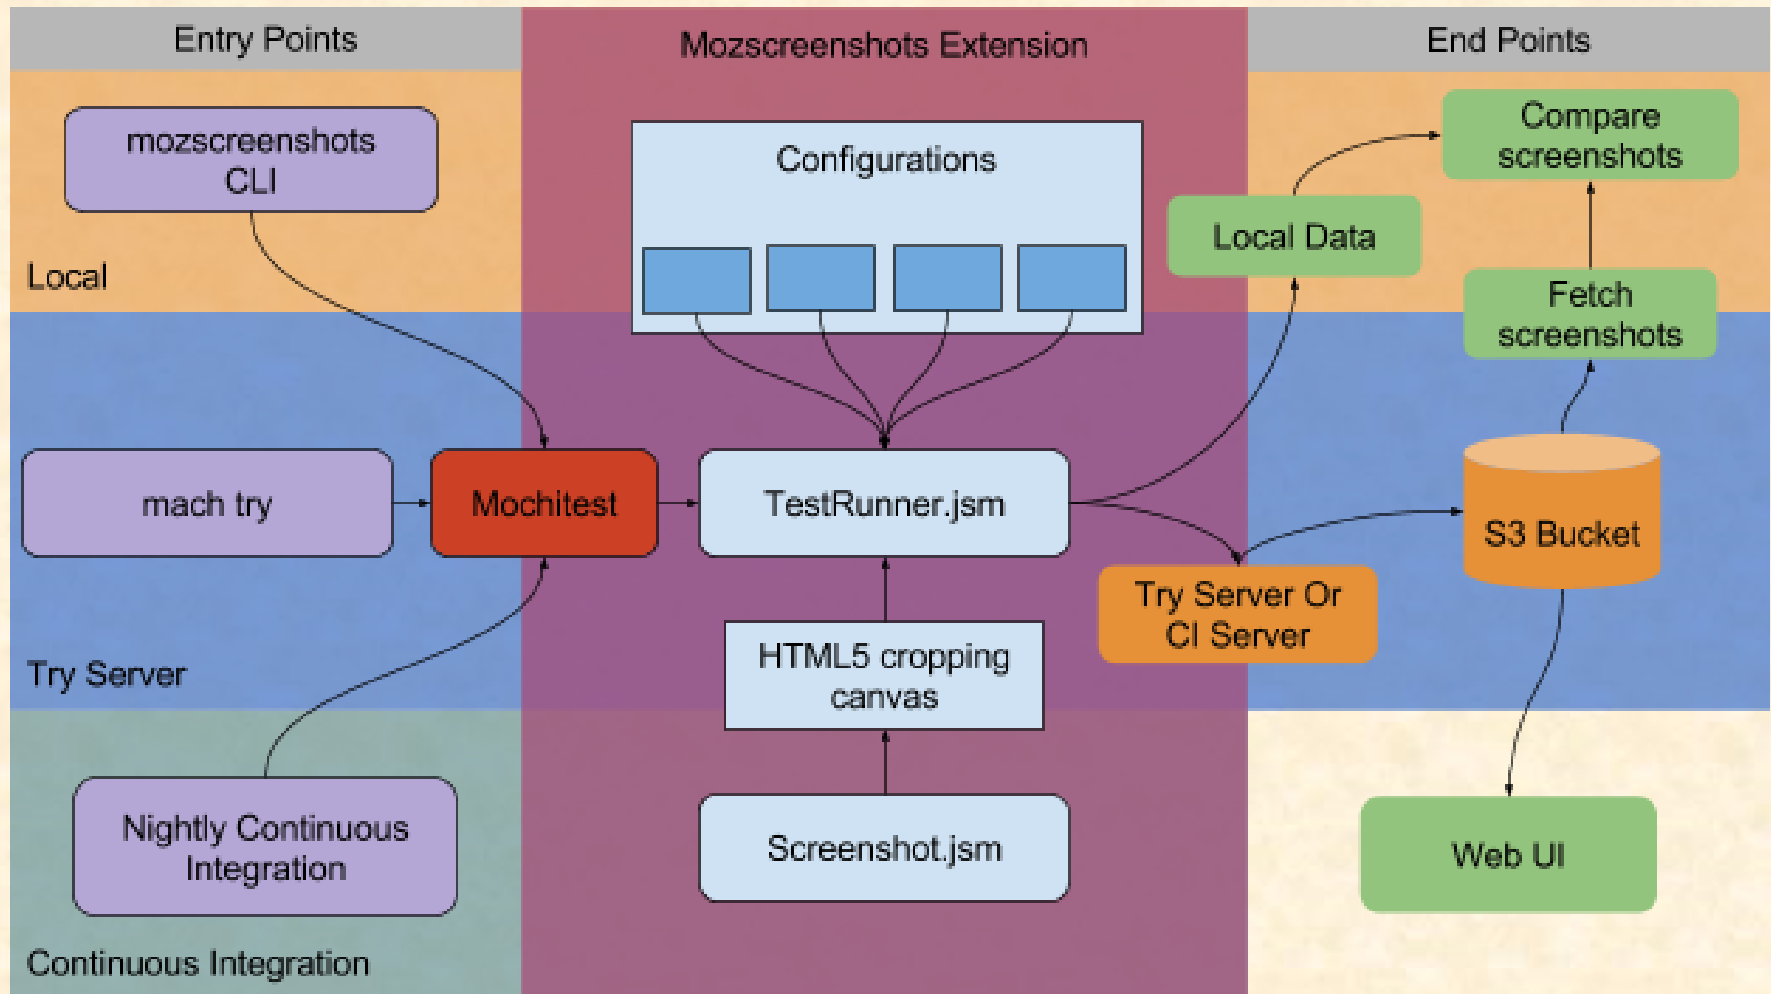 Entry Points
Mozscreenshots Extension
End Points
mozscreenshots
CLI
Local
Configurations
Compare
screenshots
Local Data
Fetch
screenshots
mach try
Mochitest
TestRunner.jsm
S3 Bucket
Try Server Or
CI Server
HTML5 cropping
canvas
Try Server
Nightly Continuous
Integration
Screenshot.jsm
Web UI
Continuous Integration